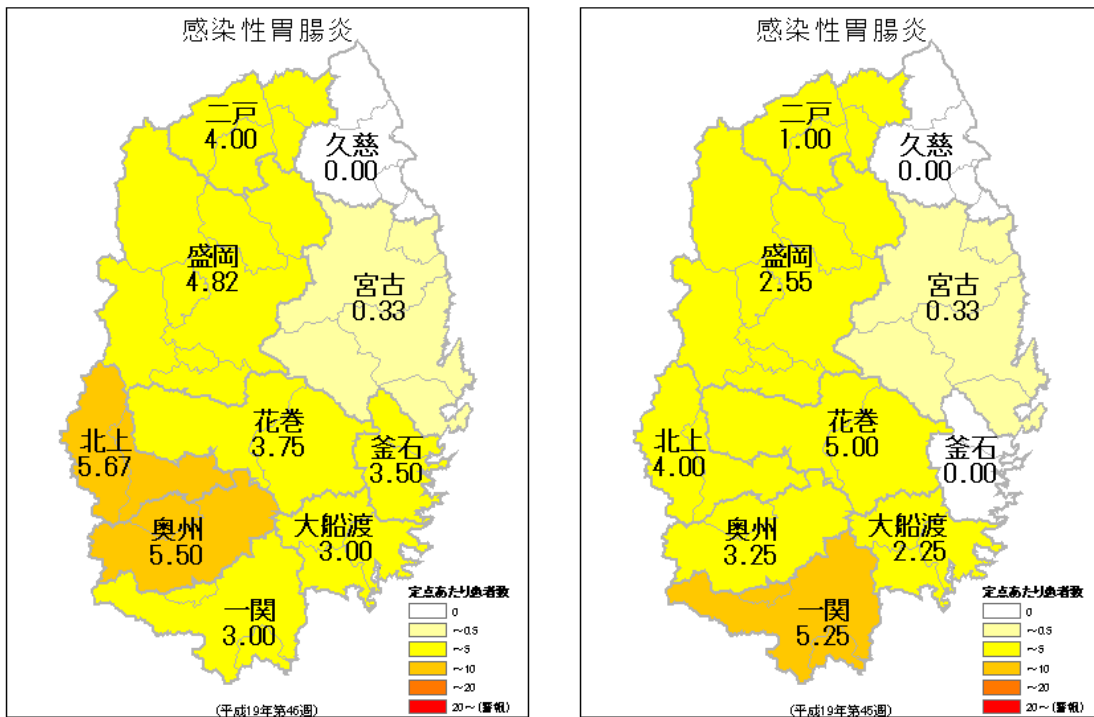 感染性胃腸炎
二戸
4.00
久慈
0.00
盛岡
4.82
宮古
0.33
花巻
3.75
釜石
3.50
北上
5.67
奥州
5.50
大船渡
3.00
一関
3.00
定点あたり患者数
0
～0.5
～5
～10
～20
20～(警報)
(平成19年第46週)
感染性胃腸炎
二戸
1.00
久慈
0.00
盛岡
2.55
宮古
0.33
花巻
5.00
釜石
0.00
北上
4.00
奥州
3.25
大船渡
2.25
一関
5.25
定点あたり患者数
0
～0.5
～5
～10
～20
20～(警報)
(平成19年第45週)